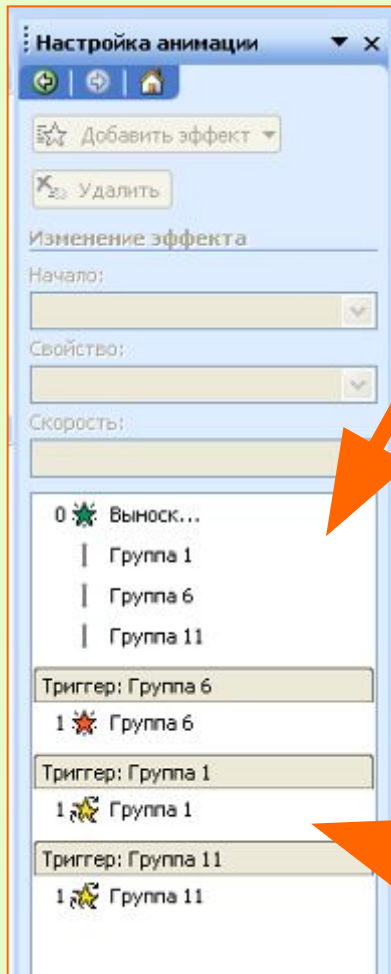 Настройка анимации
Добавить эффект
Удалить
Изменение эффекта
Начало:
Свойство:
Скорость:
0 Выноск...
Группа 1
Группа 6
Группа 11
Триггер: Группа 6
1 Группа 6
Триггер: Группа 1
1 Группа 1
Триггер: Группа 11
1 Группа 11